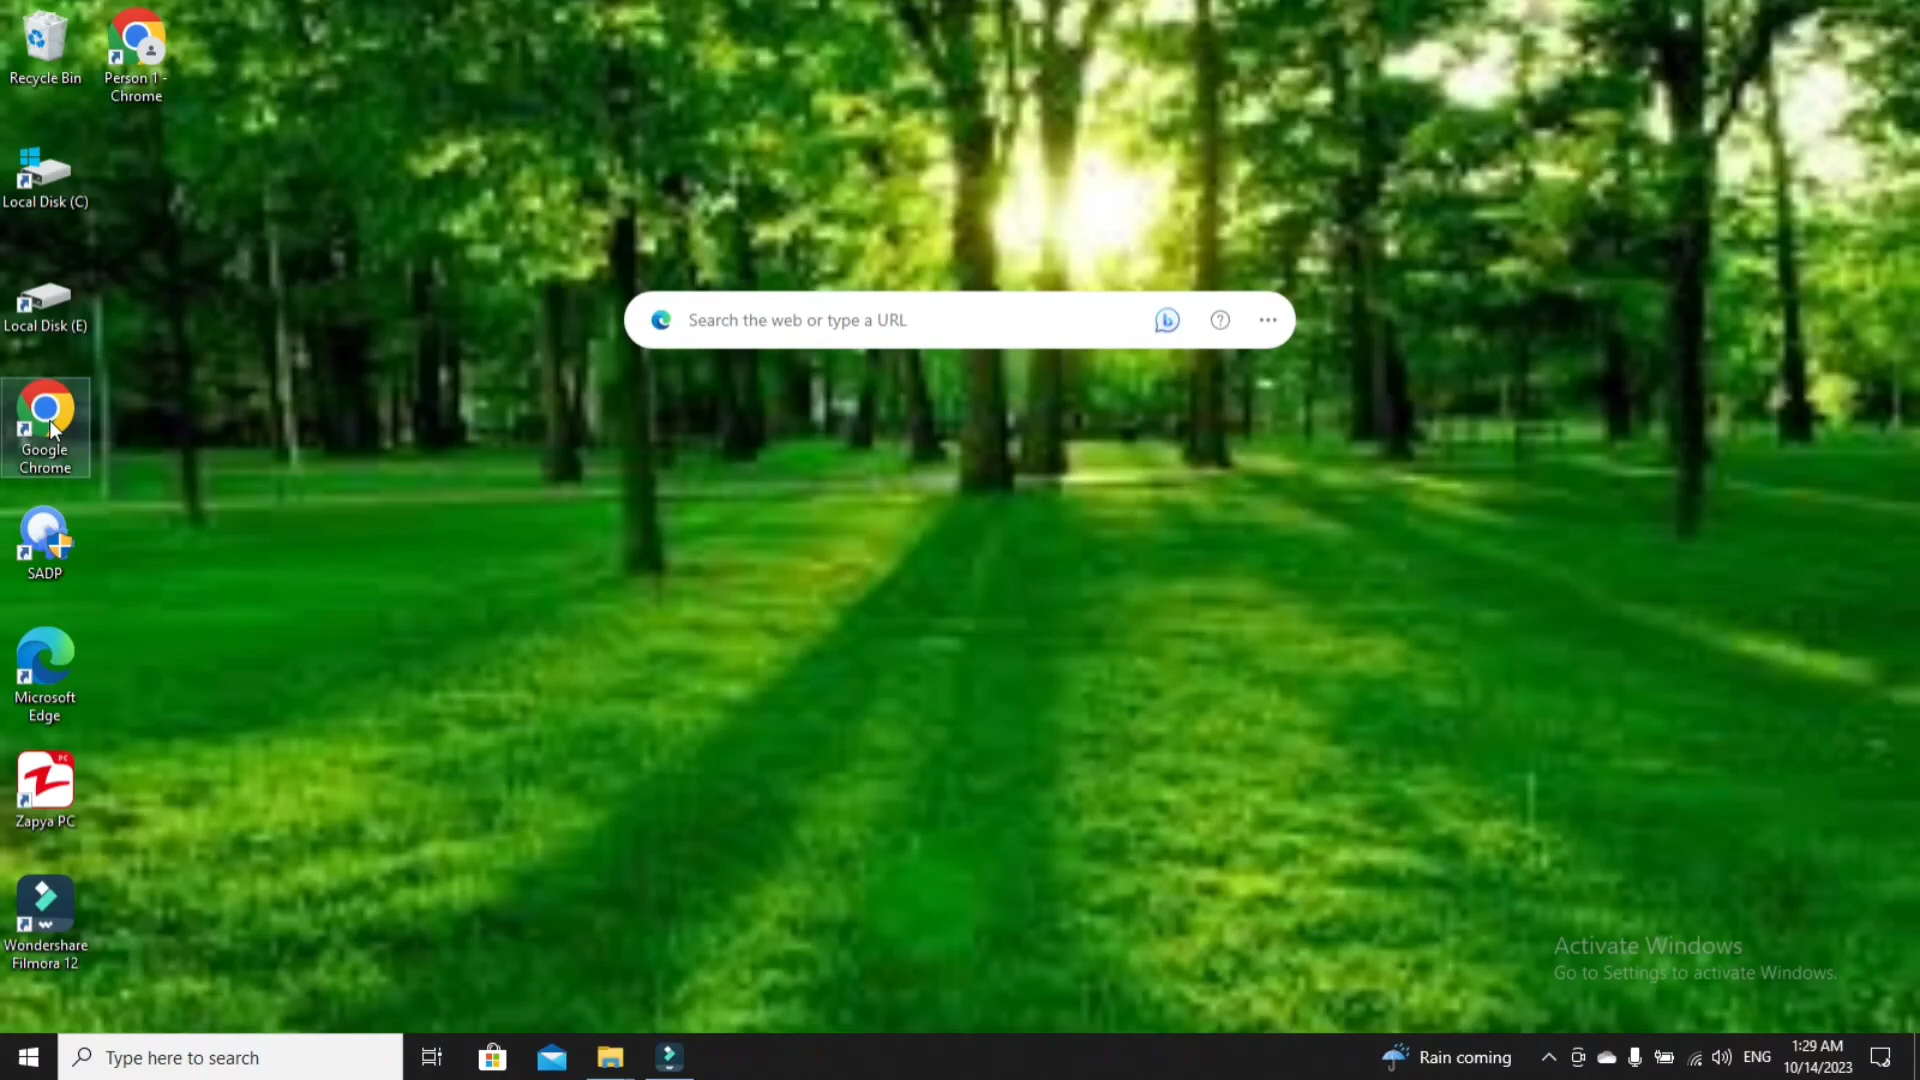 Recycle Bin
Person 1 -
Chrome
Local Disk (C)
Local Disk (E)
Google
Chrome
SADP
Microsoft
Edge
PC
Zapya PC
Wondershare
Filmora 12
Search the web or type a URL
Activate Windows
Go to Settings to activate Windows.
Type here to search
Rain coming
ENG
1:29 AM
10/14/2023